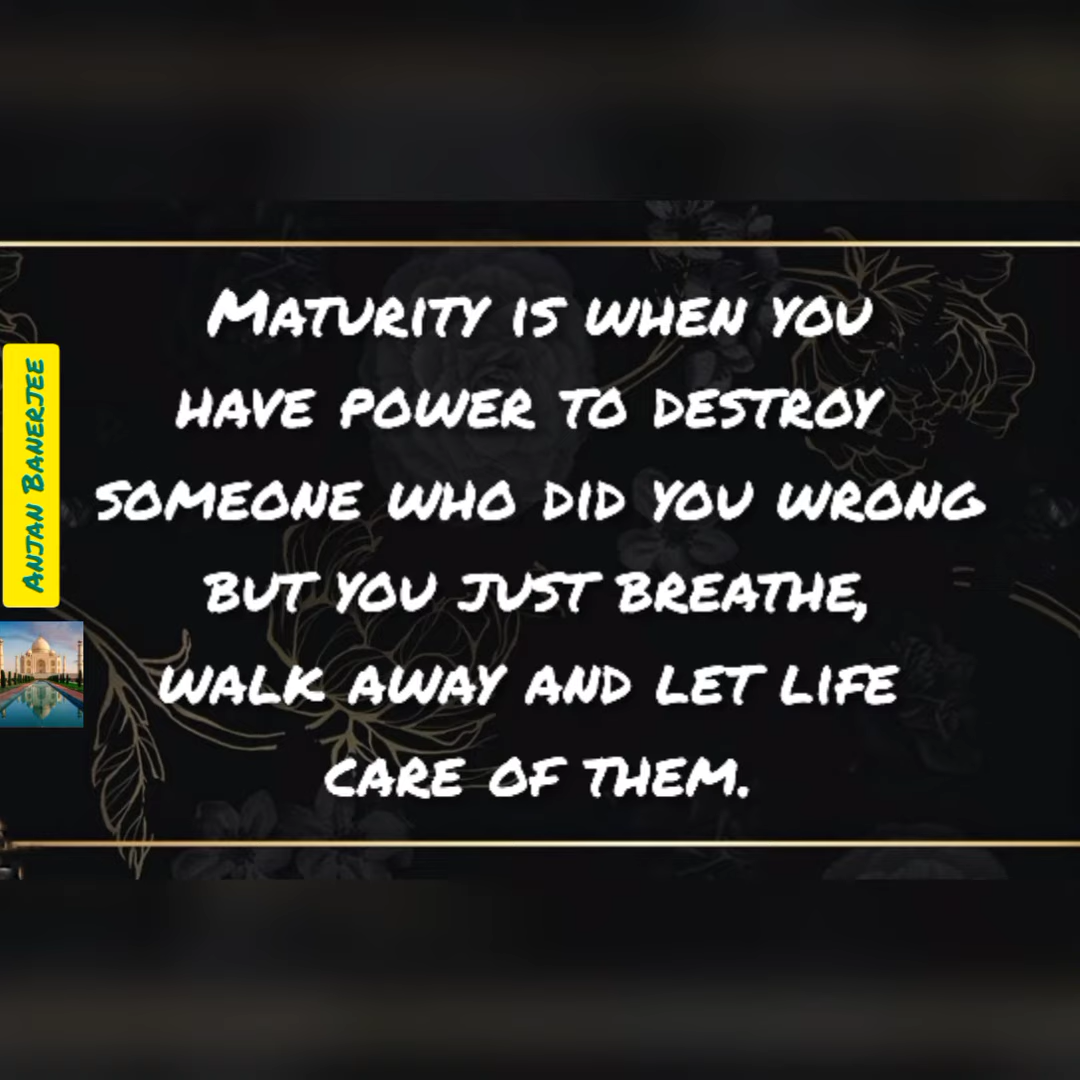 Maturity is when you
have power to destroy
someone who did you wrong
but you just breathe,
walk away and let life
care of them.
Anjan Banerjee